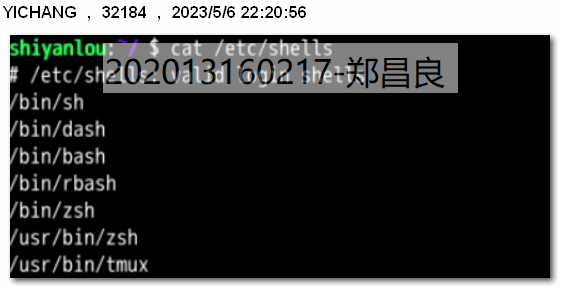 YICHANG , 32184 , 2023/5/6 22:20:56
shiyanlou:~/ $ cat /etc/shells
# /etc/shells: valid login shells
202013160217-郑昌良
/bin/sh
/bin/dash
/bin/bash
/bin/rbash
/bin/zsh
/usr/bin/zsh
/usr/bin/tmux